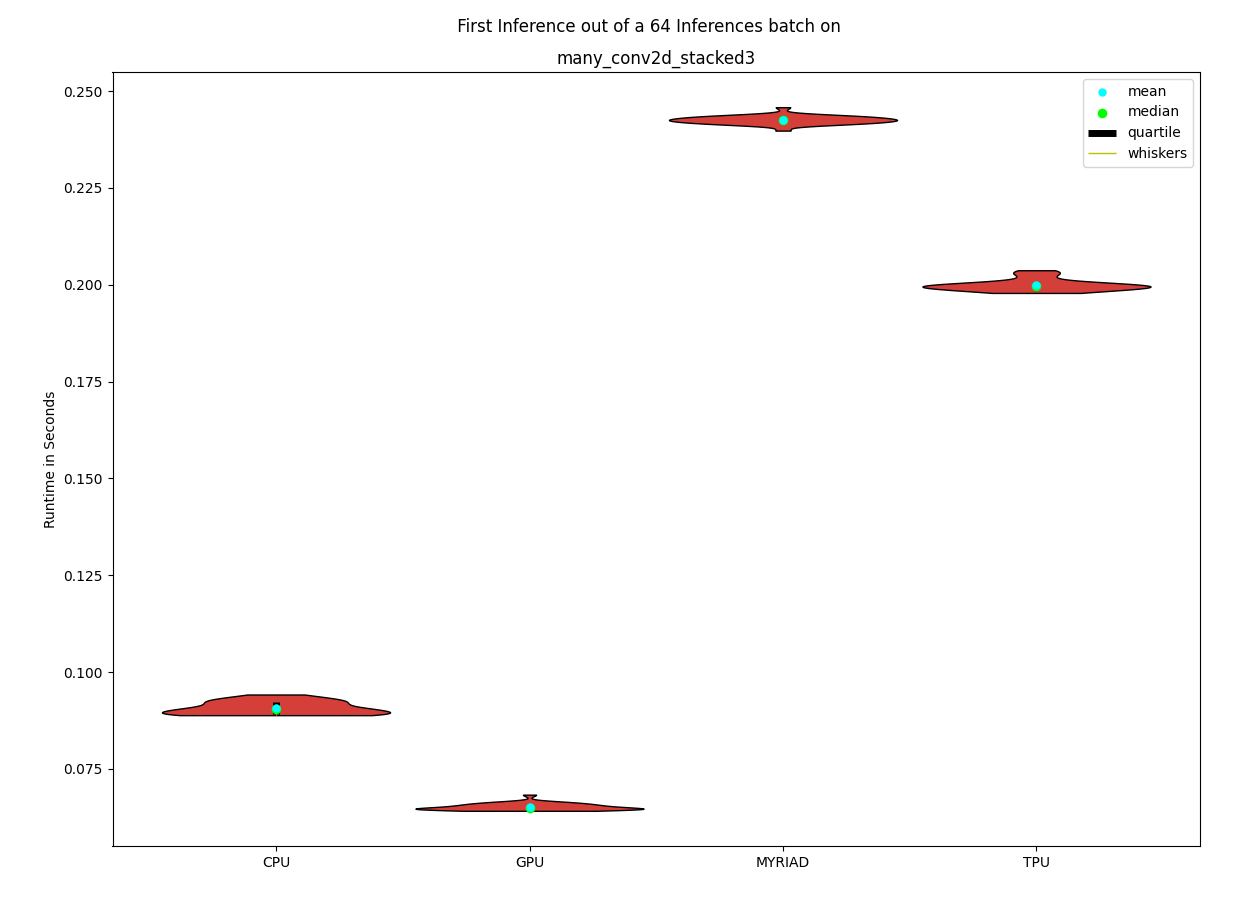 First Inference out of a 64 Inferences batch on
many_conv2d_stacked3
mean
median
quartile
whiskers
Runtime in Seconds
0.250
0.225
0.200
0.175
0.150
0.125
0.100
0.075
CPU
GPU
MYRIAD
TPU